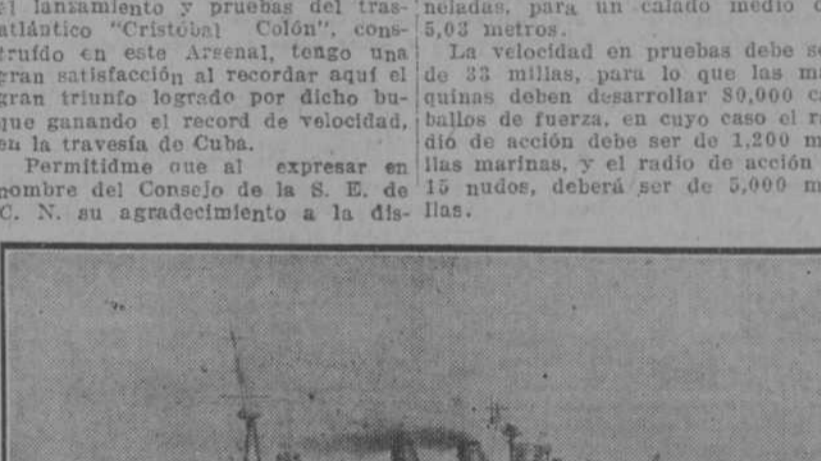 el lanzamiento y pruebas del tras-
atlántico "Cristóbal Colón", cons-
truído en este Arsenal, tengo una
gran satisfacción al recordar aquí el
gran triunfo logrado por dicho bu-
que ganando el record de velocidad,
en la travesía de Cuba.
Permitidme que al expresar en
nombre del Consejo de la S. E. de
C. N. su agradecimiento a la dis-
neladas, para un calado medio d
5,03 metros.
La velocidad en pruebas debe se
de 33 millas, para lo que las má
quinas deben desarrollar 80,000 ca
ballos de fuerza, en cuyo caso el ra
dió de acción debe ser de 1,200 m
llas marinas, y el radio de acción
15 nudos, deberá ser de 5,000 m
llas.